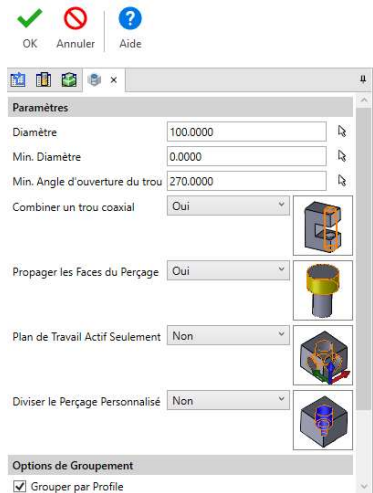 OK Annuler Aide
Paramètres
Diamètre 100.0000
Min. Diamètre 0.0000
Min. Angle d'ouverture du trou 270.0000
Combiner un trou coaxial Oui
Propager les Faces du Perçage Oui
Plan de Travail Actif Seulement Non
Diviser le Perçage Personnalisé Non
Options de Groupement
Grouper par Profile